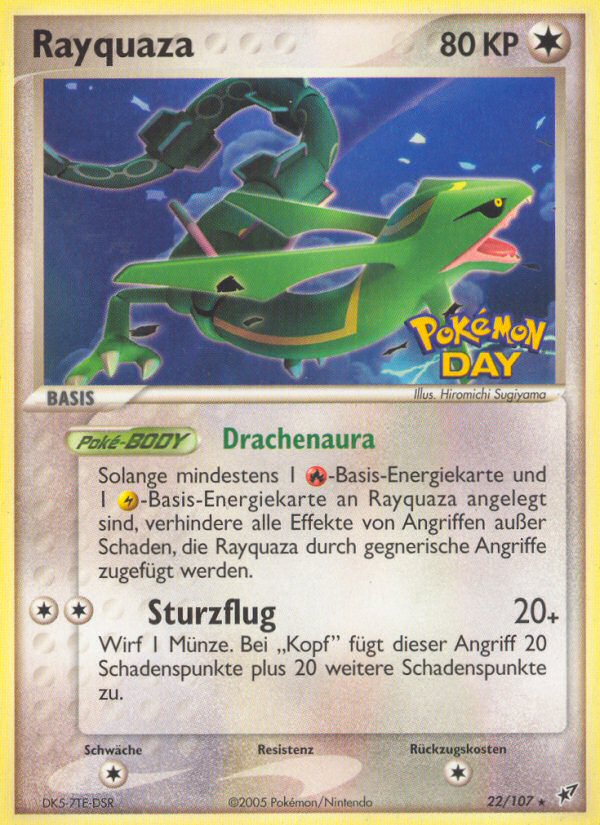 Rayquaza 80 KP
POKéMON
DAY
BASIS
Illus. Hiromichi Sugiyama
Poké-BODY Drachenaura
Solange mindestens 1 -Basis-Energiekarte und
1 -Basis-Energiekarte an Rayquaza angelegt
sind, verhindere alle Effekte von Angriffen außer
Schaden, die Rayquaza durch gegnerische Angriffe
zugefügt werden.
Sturzflug 20+
Wirf 1 Münze. Bei „Kopf” fügt dieser Angriff 20
Schadenspunkte plus 20 weitere Schadenspunkte
zu.
Schwäche Resistenz Rückzugskosten
DK5-7TE-DSR ©2005 Pokémon/Nintendo 22/107 ★